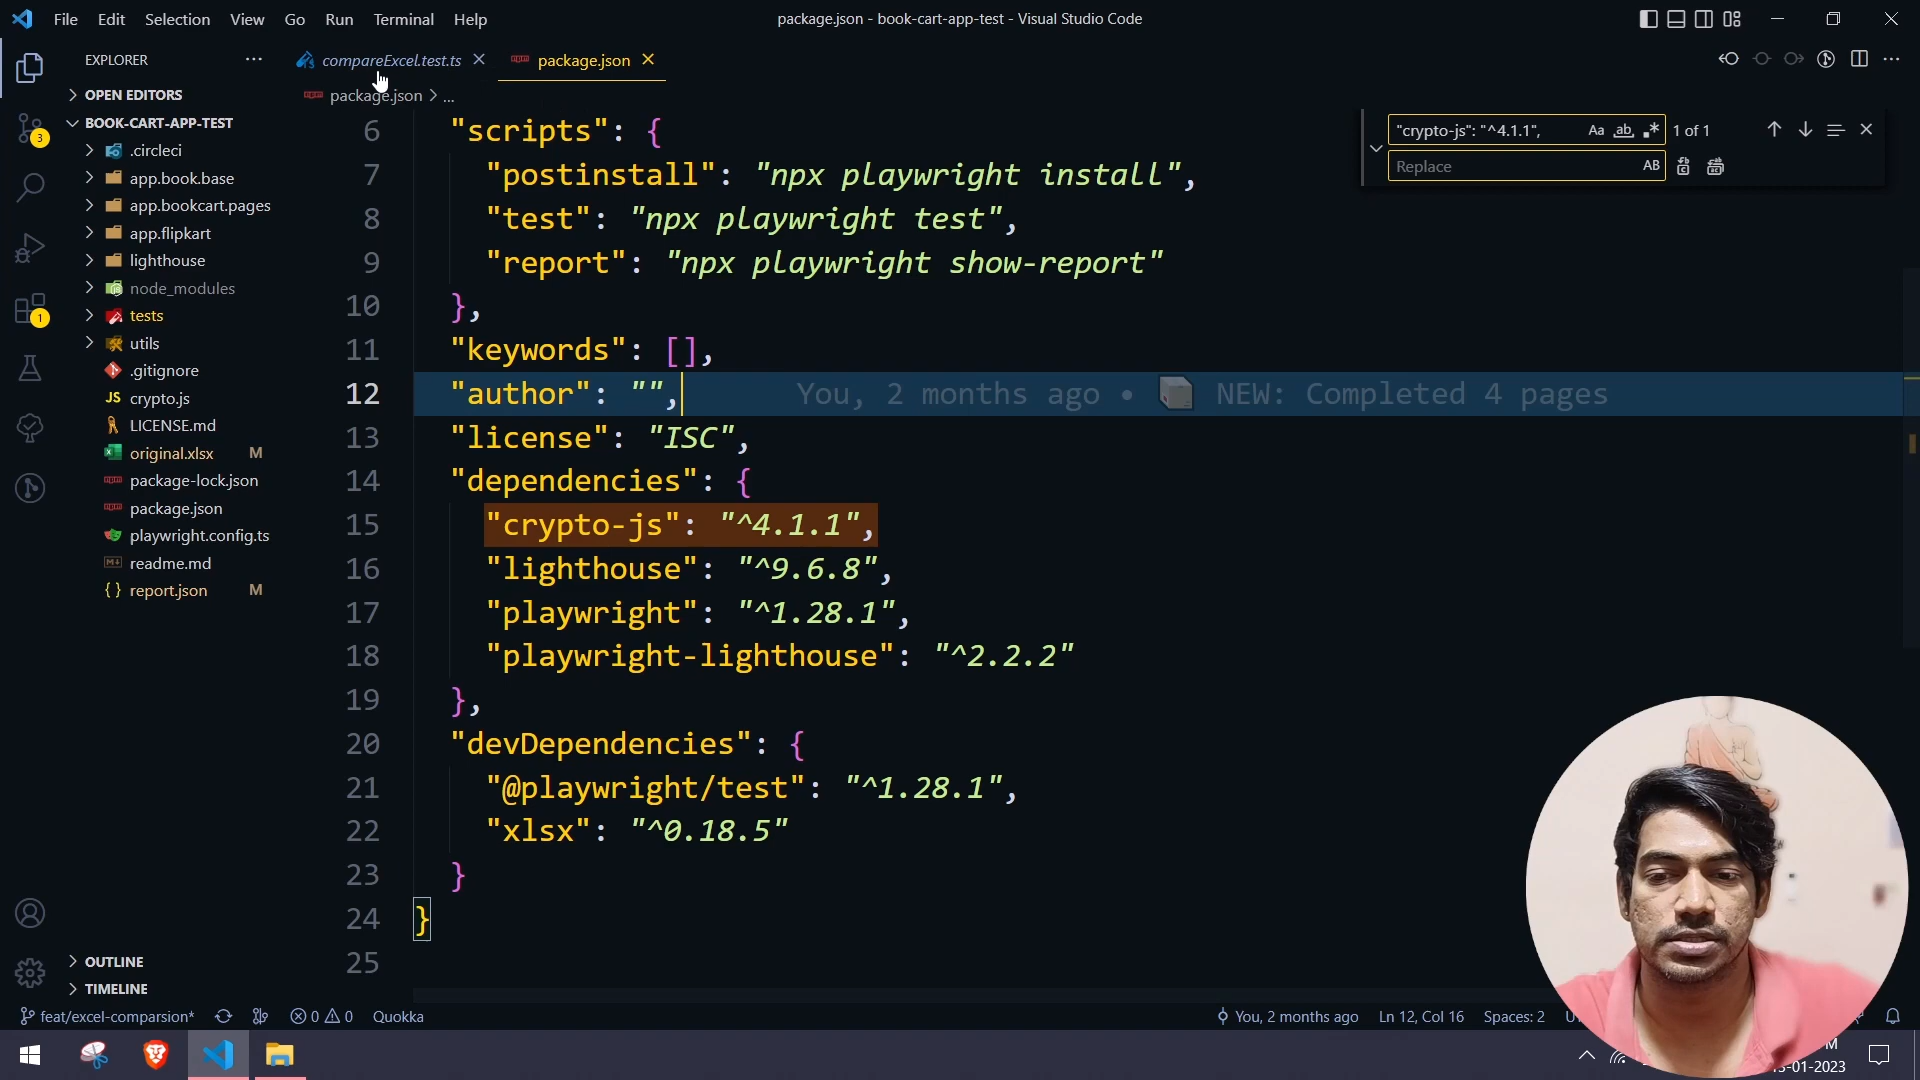 File Edit Selection View Go Run Terminal Help
package.json - book-cart-app-test - Visual Studio Code
EXPLORER
compareExcel.test.ts
package.json
OPEN EDITORS
package.json > ...
BOOK-CART-APP-TEST
.circleci
app.book.base
app.bookcart.pages
app.flipkart
lighthouse
node_modules
tests
utils
.gitignore
JS crypto.js
LICENSE.md
original.xlsx M
package-lock.json
package.json
playwright.config.ts
readme.md
{} report.json M
OUTLINE
TIMELINE
3
1
"crypto-js": "^4.1.1", Aa ab 1 of 1
Replace AB
6 "scripts": {
7 "postinstall": "npx playwright install",
8 "test": "npx playwright test",
9 "report": "npx playwright show-report"
10 },
11 "keywords": [],
12 "author": "", You, 2 months ago • NEW: Completed 4 pages
13 "license": "ISC",
14 "dependencies": {
15 "crypto-js": "^4.1.1",
16 "lighthouse": "^9.6.8",
17 "playwright": "^1.28.1",
18 "playwright-lighthouse": "^2.2.2"
19 },
20 "devDependencies": {
21 "@playwright/test": "^1.28.1",
22 "xlsx": "^0.18.5"
23 }
24 }
25
feat/excel-comparsion* 0 0 Quokka
You, 2 months ago Ln 12, Col 16 Spaces: 2
-01-2023